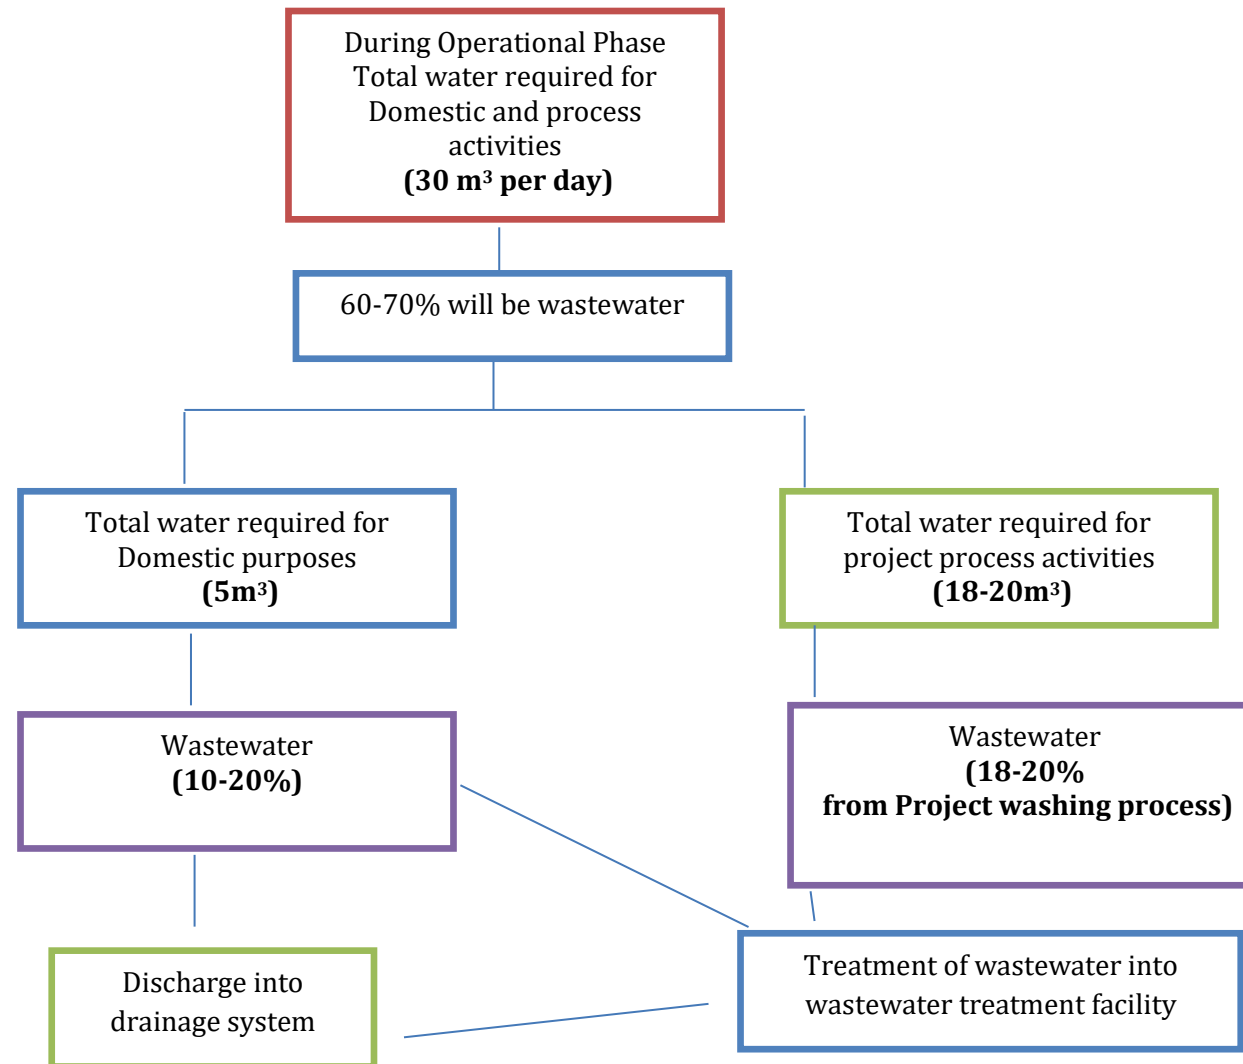 During Operational Phase
Total water required for
Domestic and process
activities
(30 m³ per day)
60-70% will be wastewater
Total water required for
Domestic purposes
(5m³)
Total water required for
project process activities
(18-20m³)
Wastewater
(10-20%)
Wastewater
(18-20%
from Project washing process)
Discharge into
drainage system
Treatment of wastewater into
wastewater treatment facility